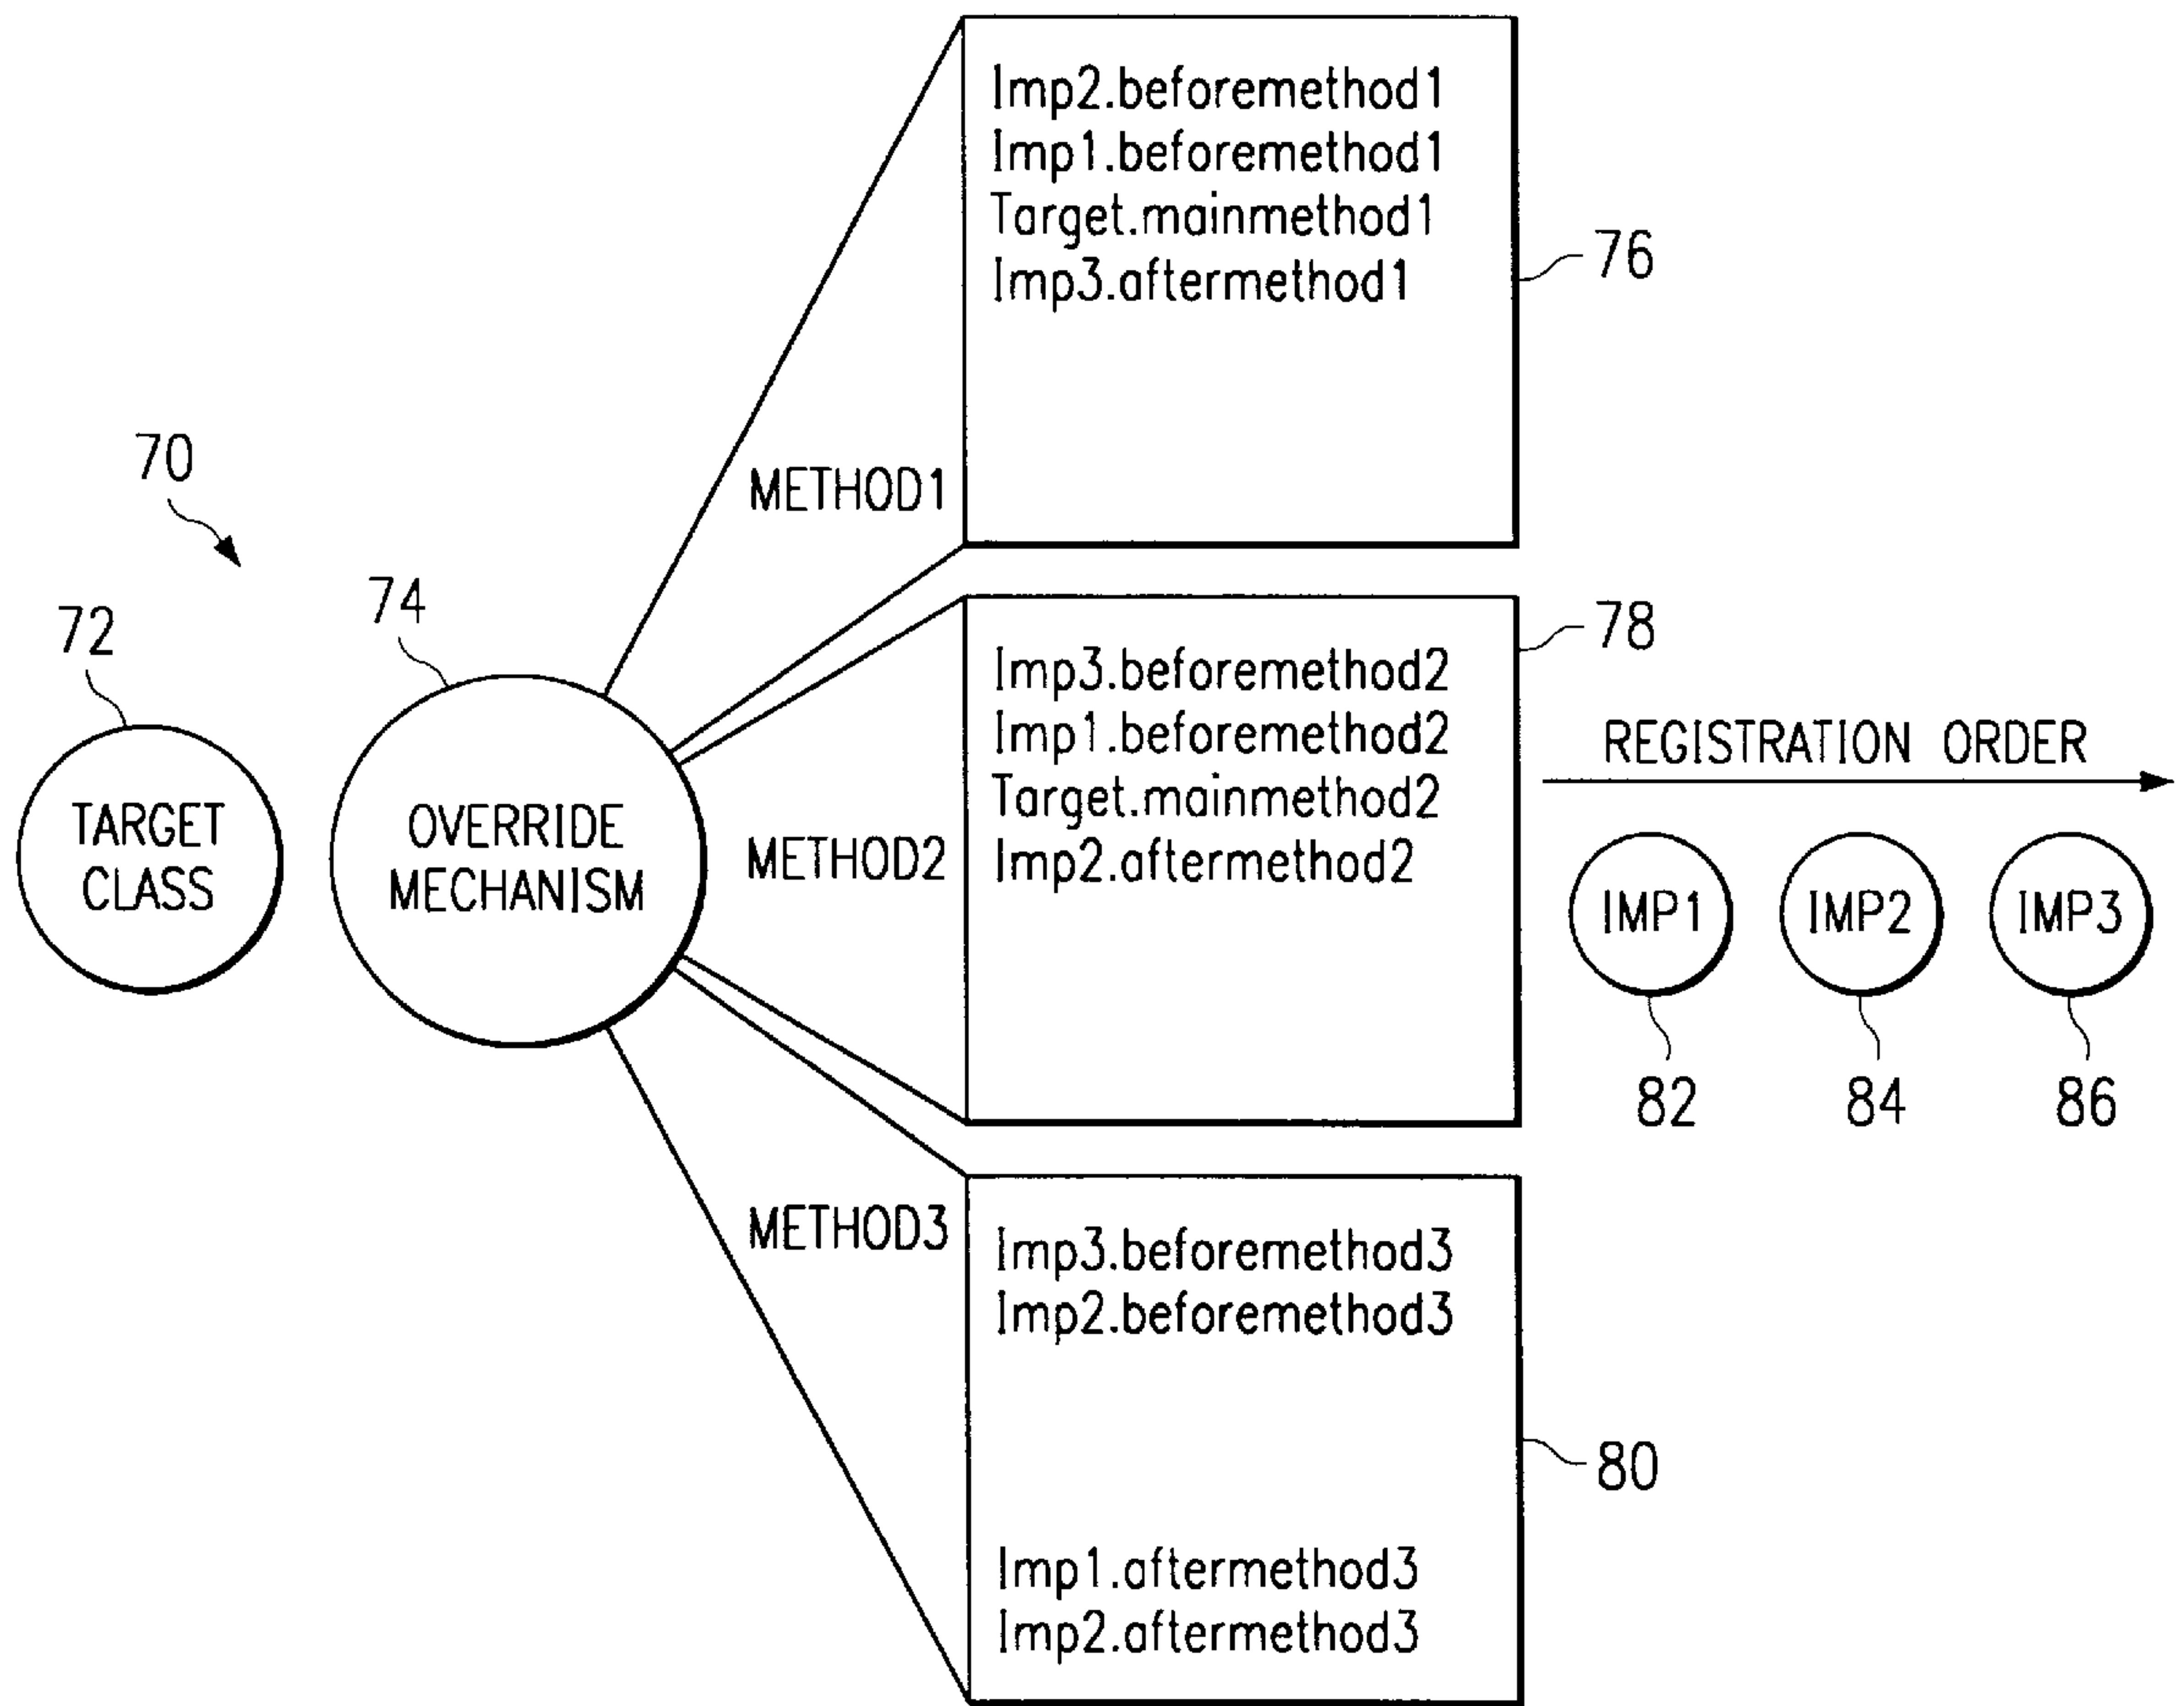 70
72
TARGET
CLASS
74
OVERRIDE
MECHANISM
METHOD1
Imp2.beforemethod1
Imp1.beforemethod1
Target.mainmethod1
Imp3.aftermethod1
76
METHOD2
Imp3.beforemethod2
Imp1.beforemethod2
Target.mainmethod2
Imp2.aftermethod2
78
METHOD3
Imp3.beforemethod3
Imp2.beforemethod3
Imp1.aftermethod3
Imp2.aftermethod3
80
REGISTRATION ORDER
IMP1
IMP2
IMP3
82
84
86